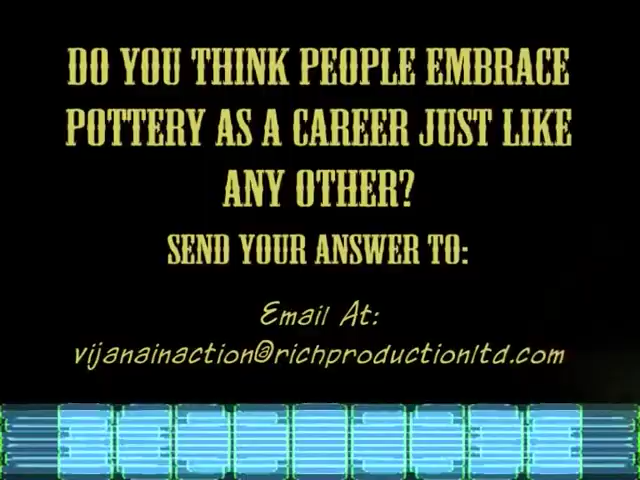 DO YOU THINK PEOPLE EMBRACE
POTTERY AS A CAREER JUST LIKE
ANY OTHER?
SEND YOUR ANSWER TO:
Email At:
vijanainaction@richproductionltd.com